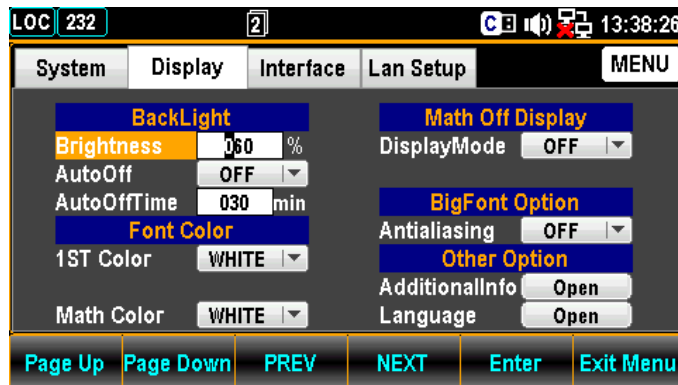 LOC 232 2 C 13:38:26
System Display Interface Lan Setup MENU
BackLight
Brightness 060 %
AutoOff OFF
AutoOffTime 030 min
Font Color
1ST Color WHITE
Math Color WHITE
Math Off Display
DisplayMode OFF
BigFont Option
Antialiasing OFF
Other Option
AdditionalInfo Open
Language Open
Page Up Page Down PREV NEXT Enter Exit Menu